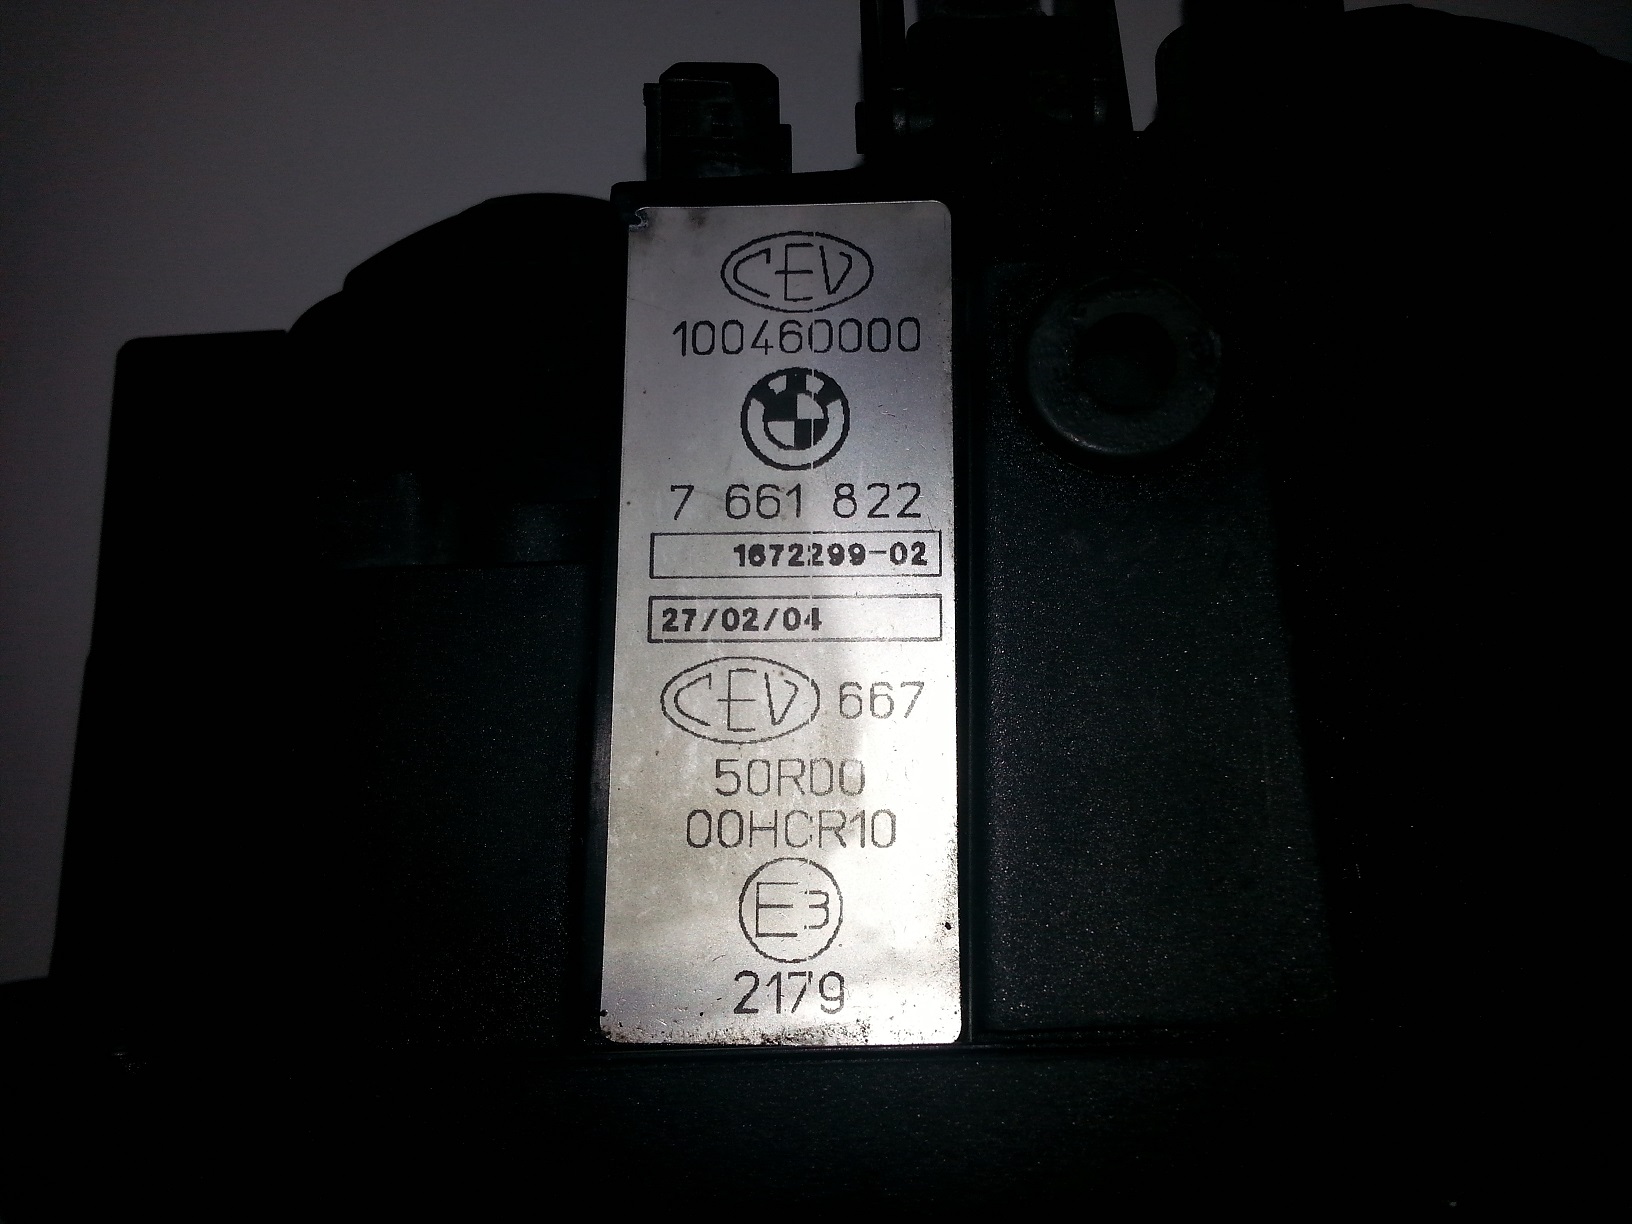 CEV
100460000
7 661 822
1672299-02
27/02/04
CEV 667
50R00
00HCR10
E3
2179